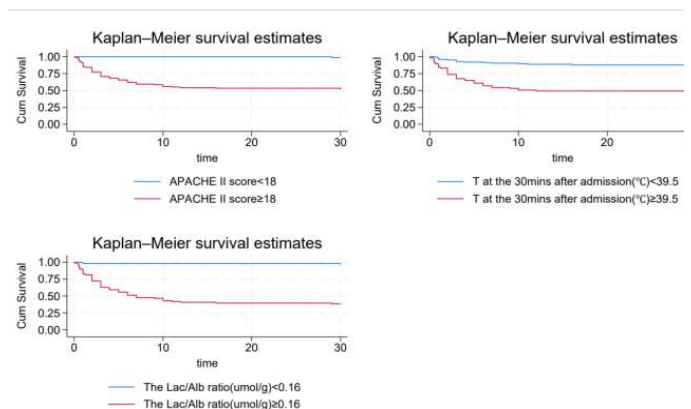 Kaplan–Meier survival estimates
Cum Survival
1.00
0.75
0.50
0.25
0.00
0
10
20
30
time
APACHE II score<18
APACHE II score≥18
Kaplan–Meier survival estimates
Cum Survival
1.00
0.75
0.50
0.25
0.00
0
10
20
time
T at the 30mins after admission(℃)<39.5
T at the 30mins after admission(℃)≥39.5
Kaplan–Meier survival estimates
Cum Survival
1.00
0.75
0.50
0.25
0.00
0
10
20
30
time
The Lac/Alb ratio(umol/g)<0.16
The Lac/Alb ratio(umol/g)≥0.16